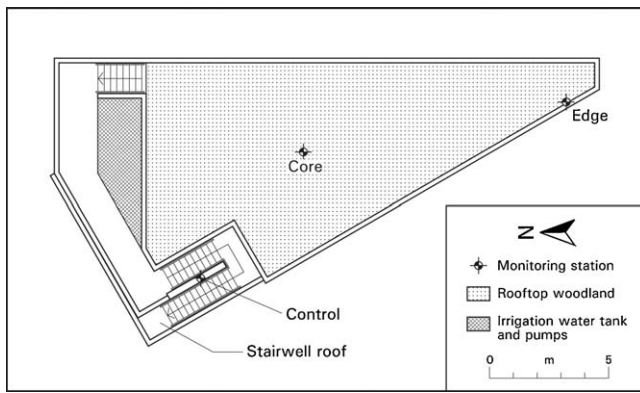 Edge
Core
Control
Stairwell roof
N
Monitoring station
Rooftop woodland
Irrigation water tank
and pumps
0 m 5